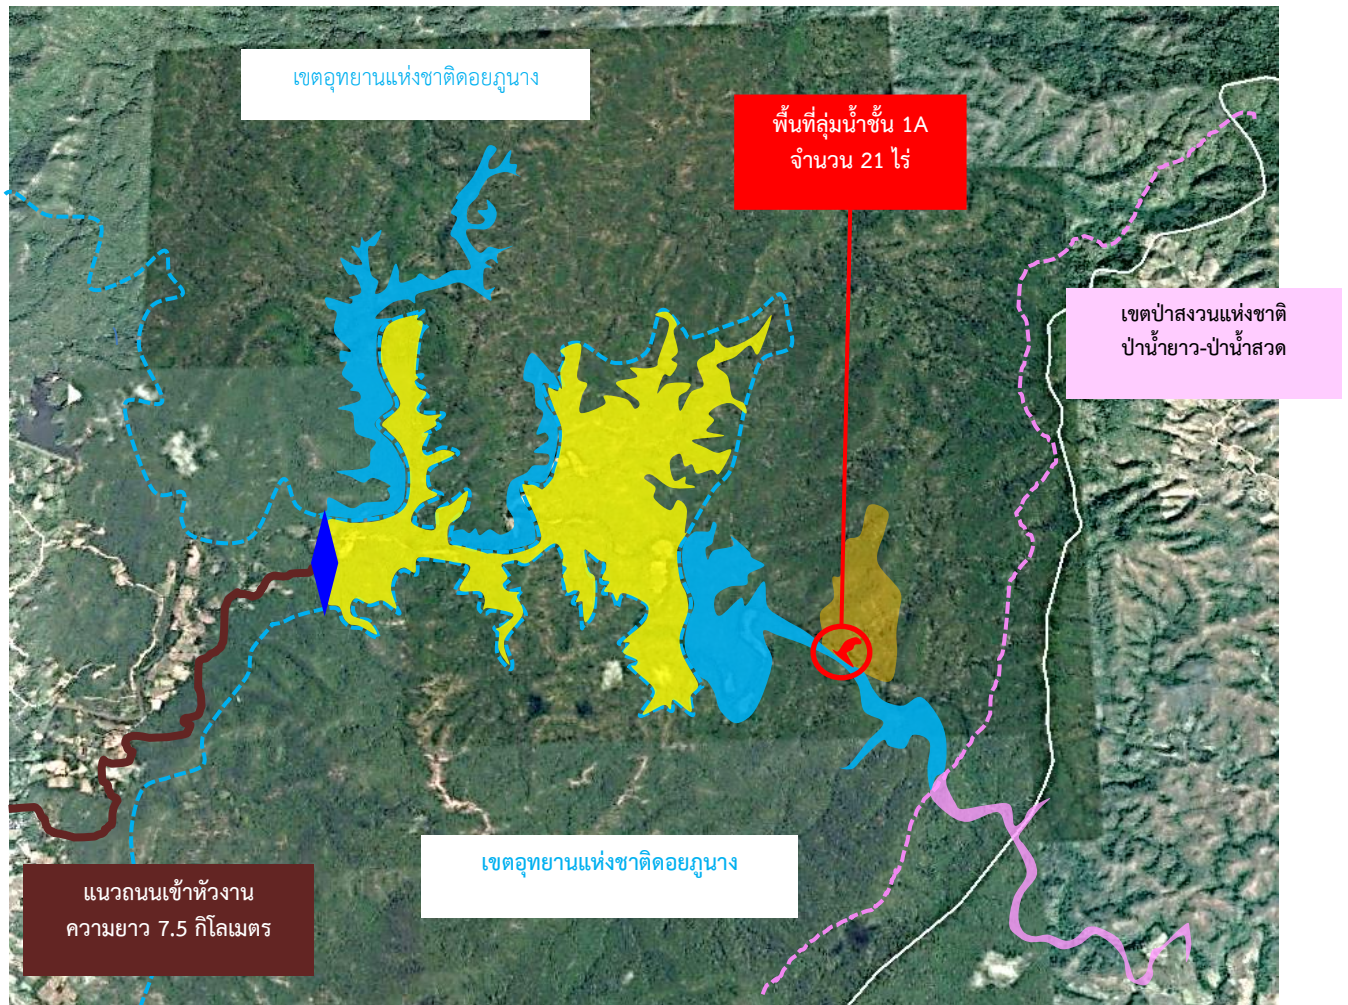 เขตอุทยานแห่งชาติดอยภูนาง
พื้นที่ลุ่มน้ำชั้น 1A
จำนวน 21 ไร่
เขตป่าสงวนแห่งชาติ
ป่าน้ำยาว-ป่าน้ำสวด
เขตอุทยานแห่งชาติดอยภูนาง
แนวถนนเข้าหัวงาน
ความยาว 7.5 กิโลเมตร